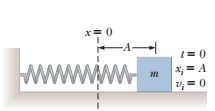 x = 0
A
m
t = 0
xᵢ = A
vᵢ = 0